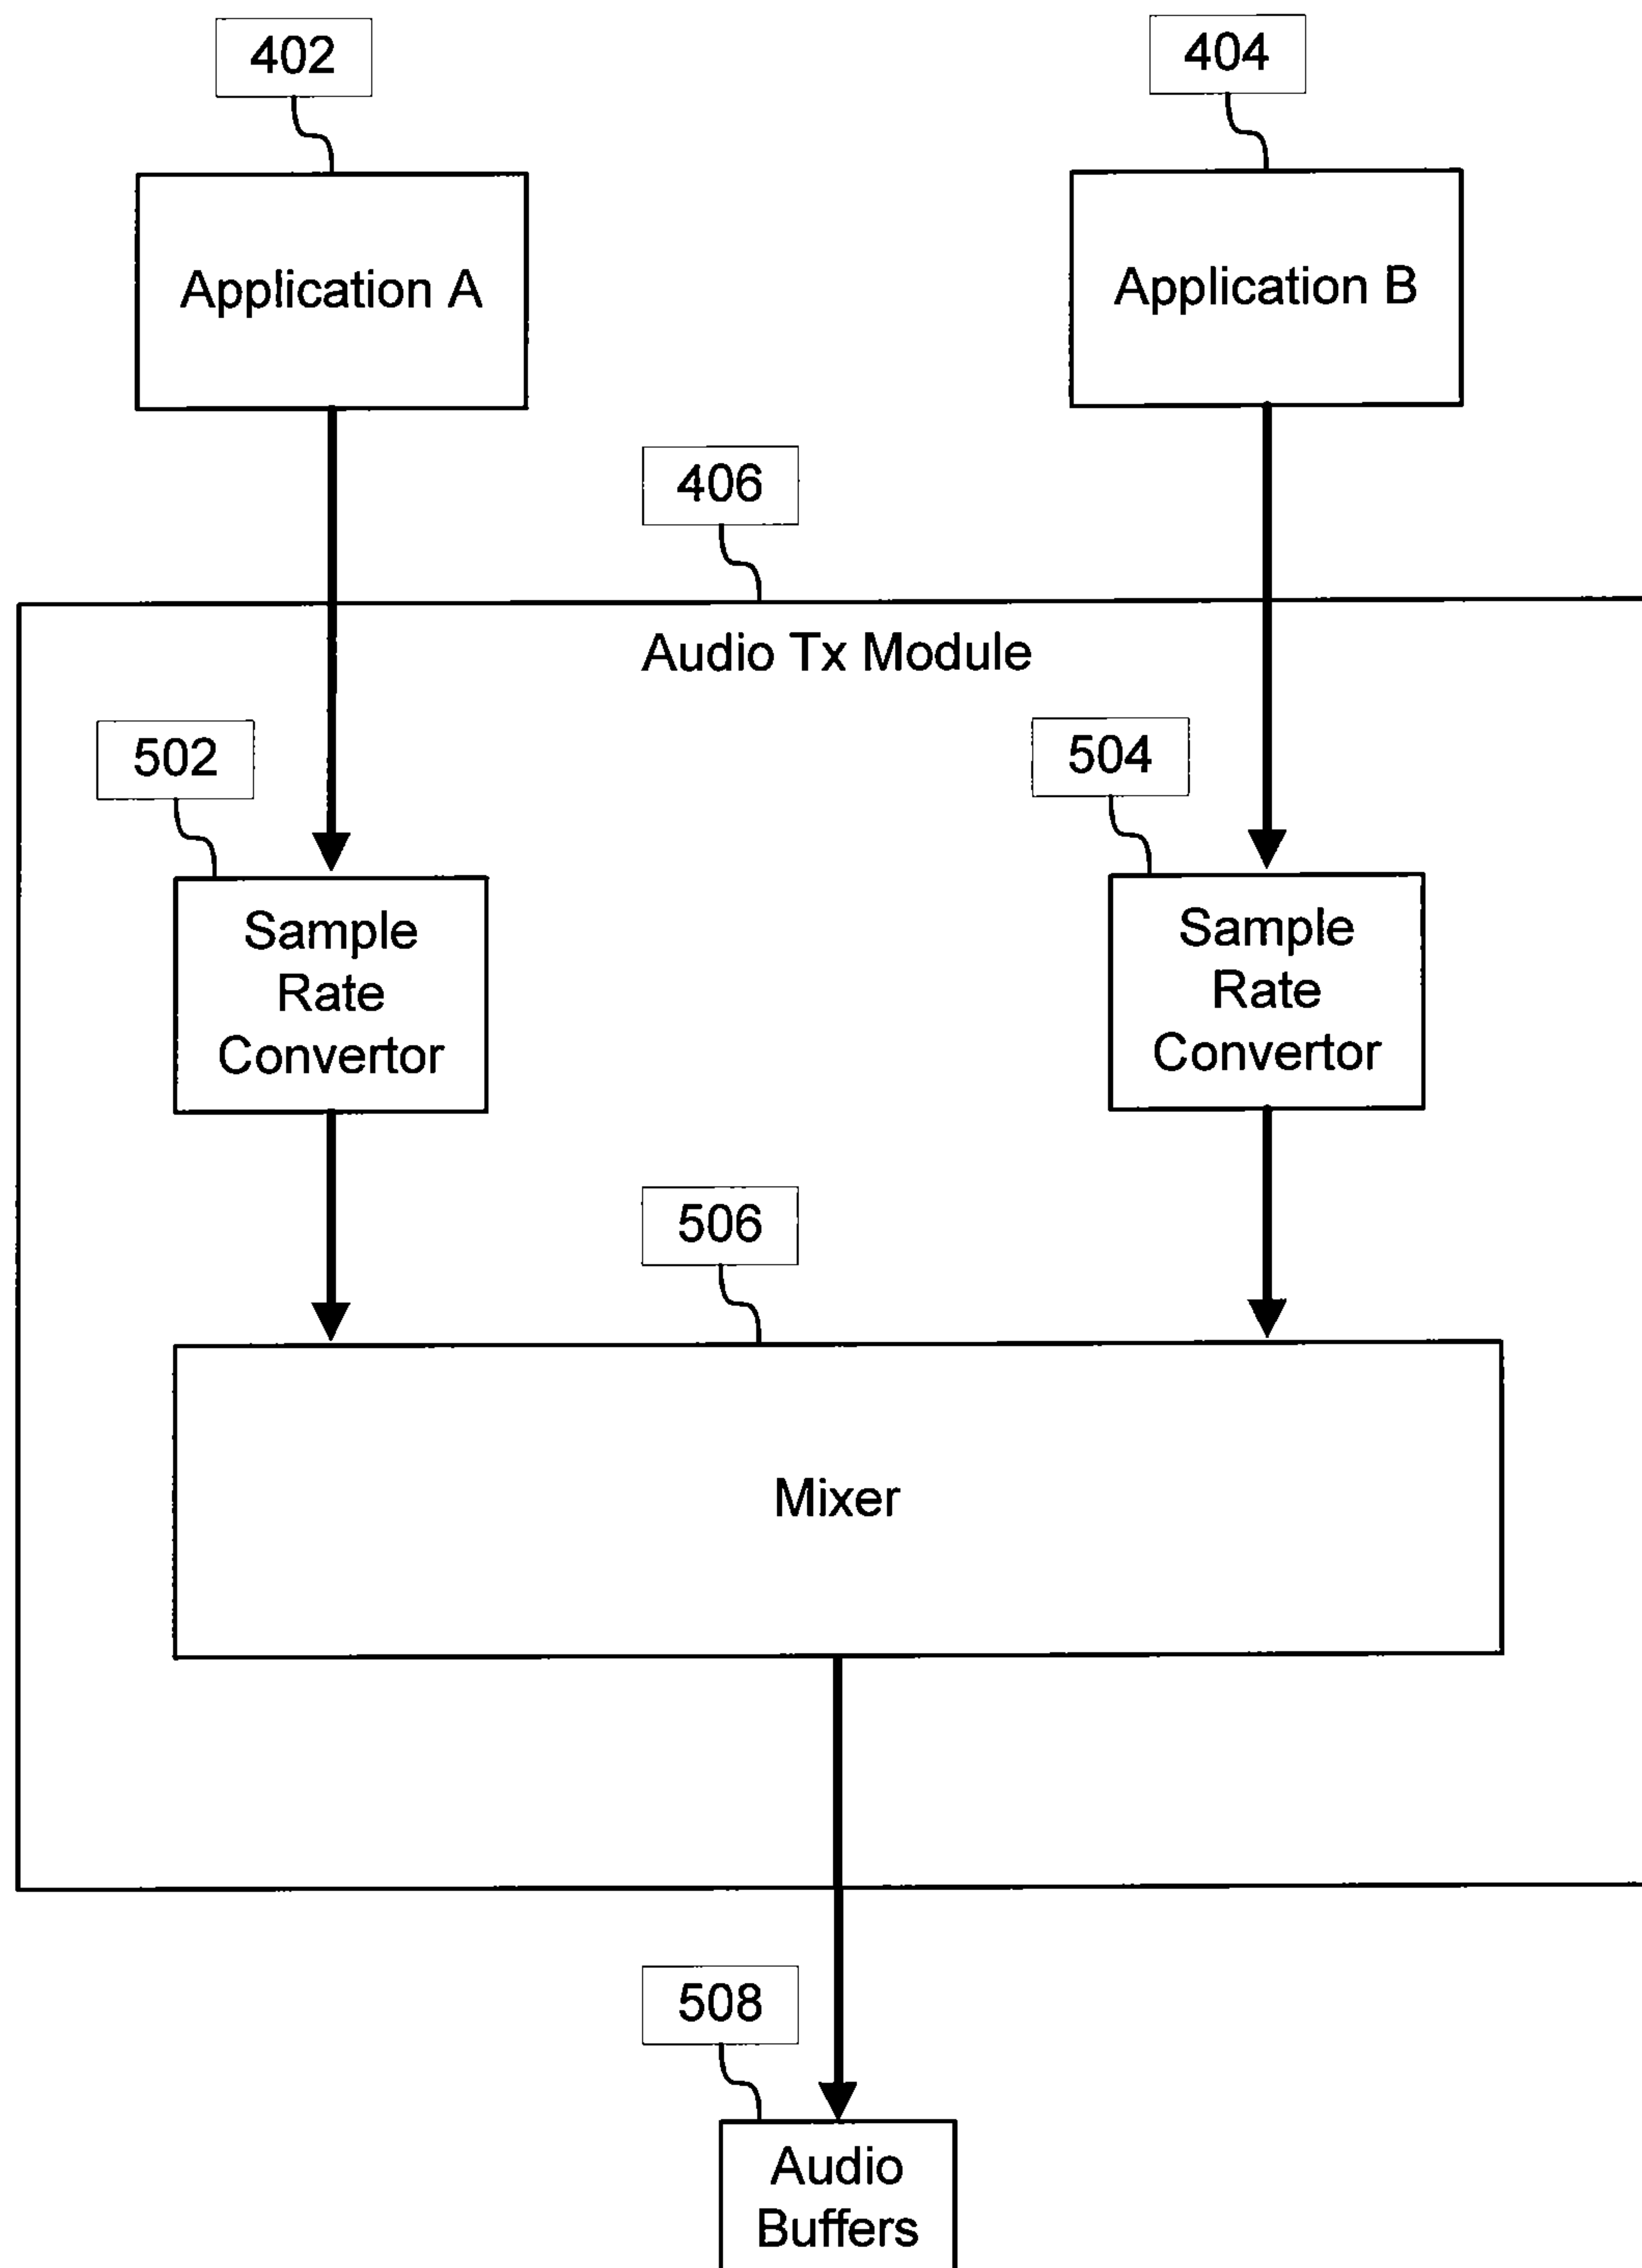 402
404
Application A
Application B
406
Audio Tx Module
502
504
Sample
Rate
Convertor
Sample
Rate
Convertor
506
Mixer
508
Audio
Buffers